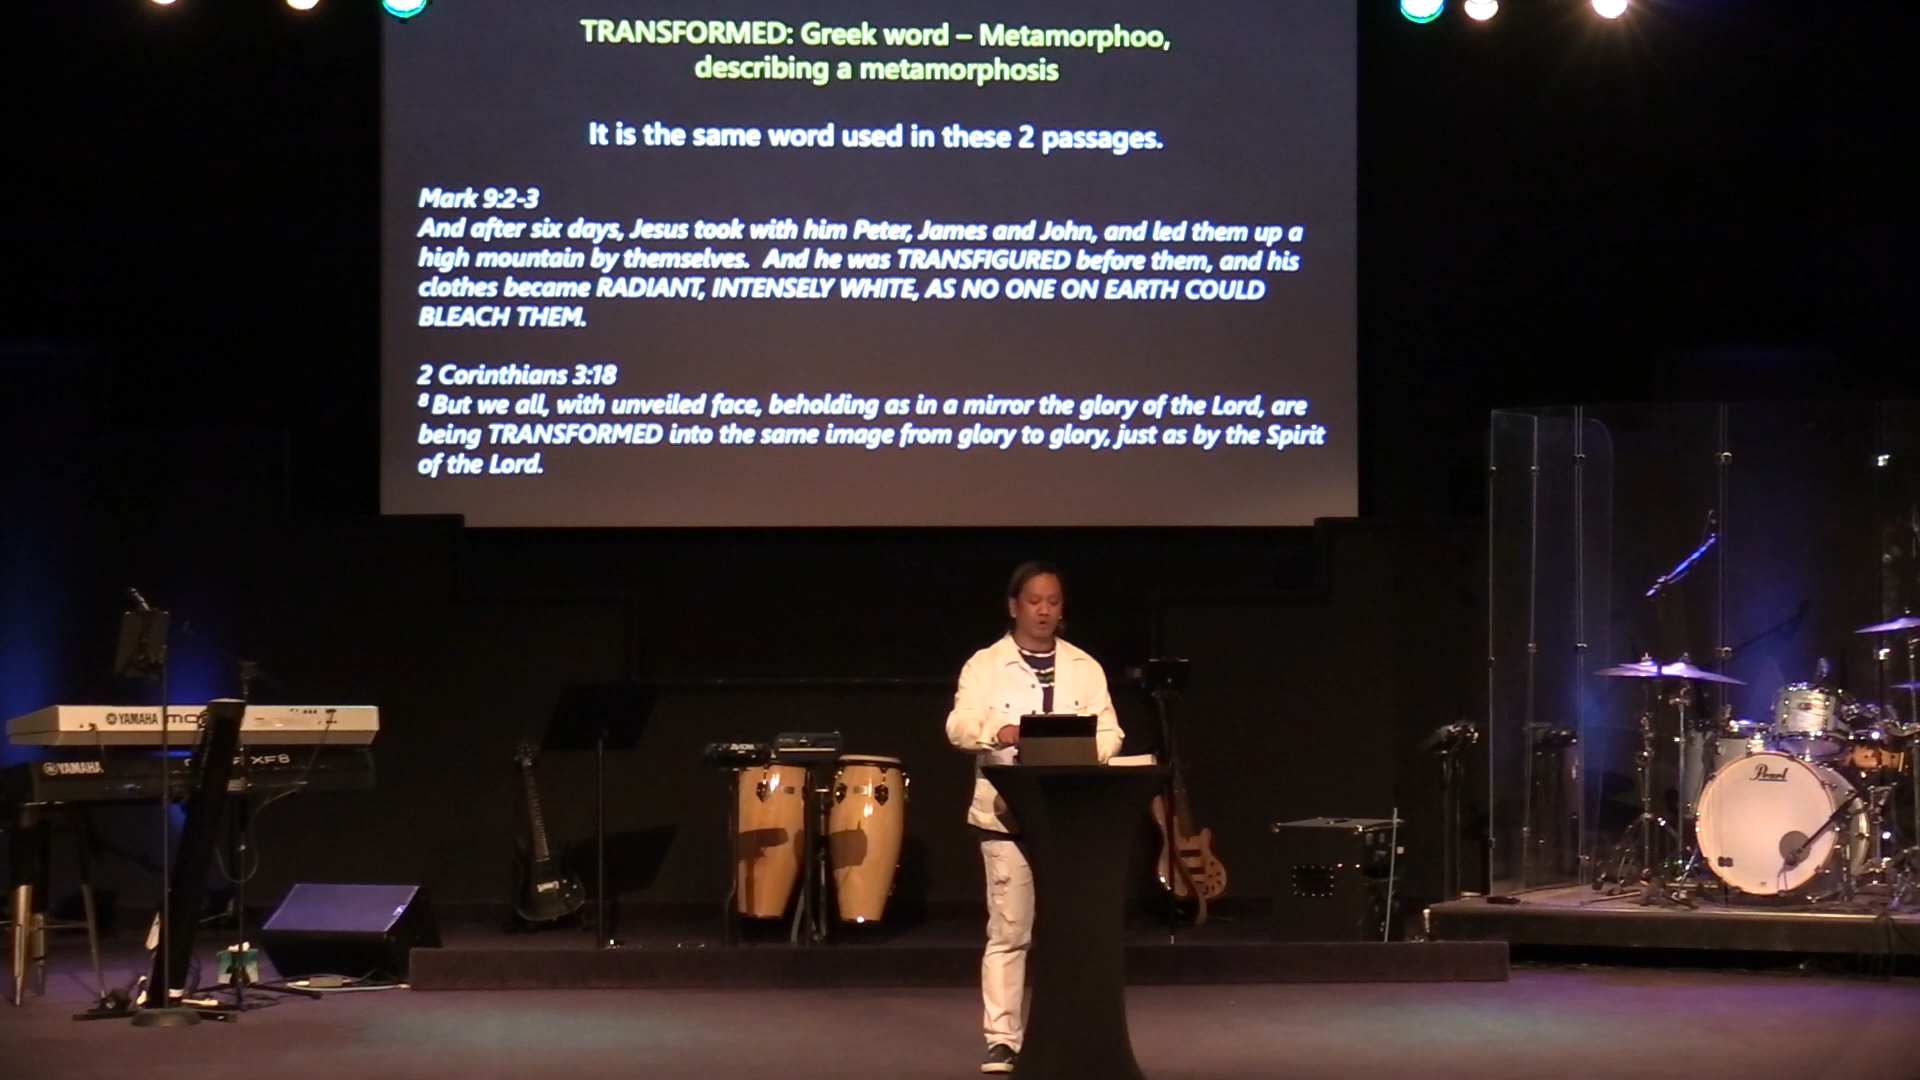 TRANSFORMED: Greek word – Metamorphoo,
describing a metamorphosis
It is the same word used in these 2 passages.
Mark 9:2-3
And after six days, Jesus took with him Peter, James and John, and led them up a
high mountain by themselves.  And he was TRANSFIGURED before them, and his
clothes became RADIANT, INTENSELY WHITE, AS NO ONE ON EARTH COULD
BLEACH THEM.
2 Corinthians 3:18
8 But we all, with unveiled face, beholding as in a mirror the glory of the Lord, are
being TRANSFORMED into the same image from glory to glory, just as by the Spirit
of the Lord.
YAMAHA
YAMAHA
XF8
AVIOM
Pearl